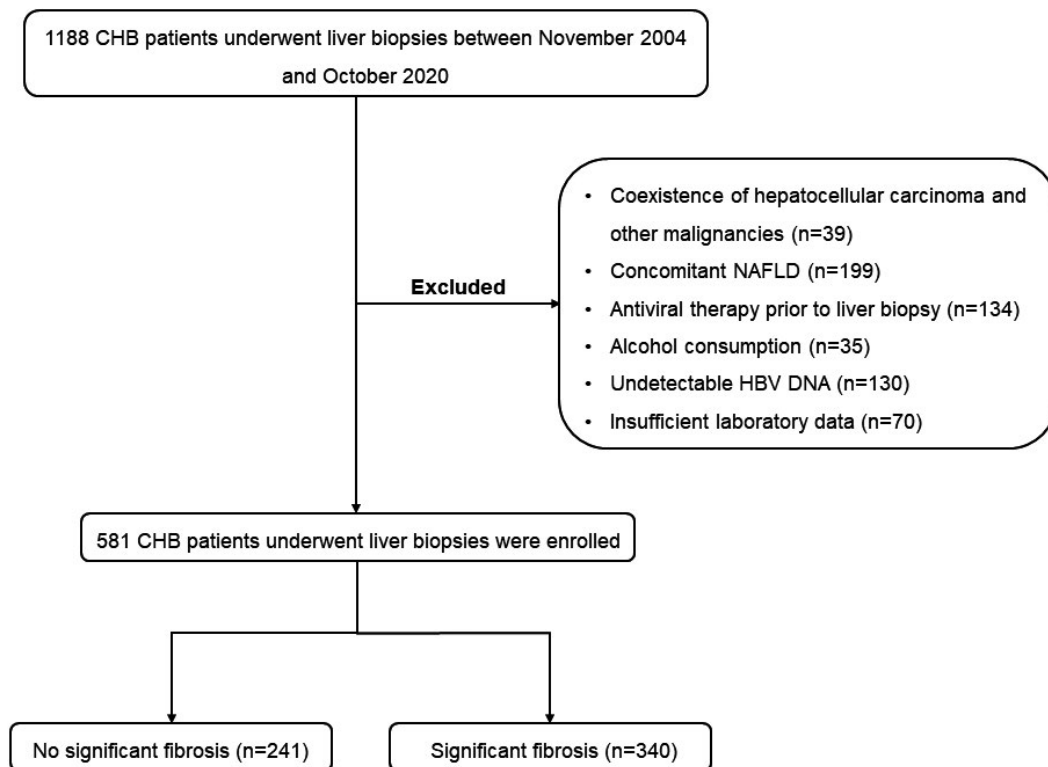 1188 CHB patients underwent liver biopsies between November 2004
and October 2020
• Coexistence of hepatocellular carcinoma and
other malignancies (n=39)
• Concomitant NAFLD (n=199)
• Antiviral therapy prior to liver biopsy (n=134)
• Alcohol consumption (n=35)
• Undetectable HBV DNA (n=130)
• Insufficient laboratory data (n=70)
Excluded
581 CHB patients underwent liver biopsies were enrolled
No significant fibrosis (n=241)
Significant fibrosis (n=340)